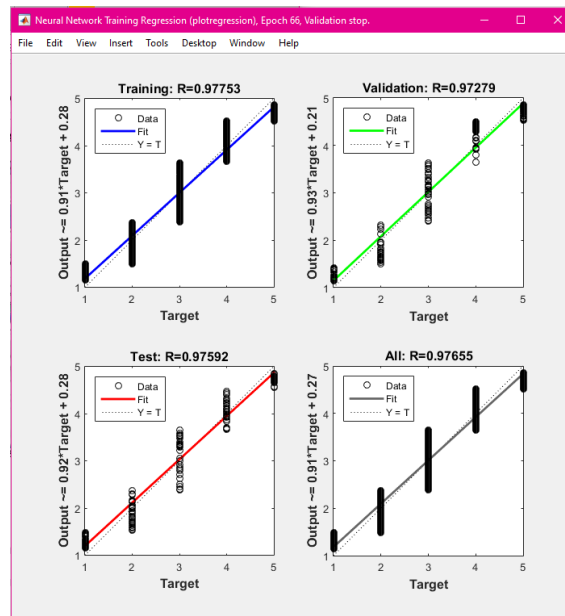 Neural Network Training Regression (plotregression), Epoch 66, Validation stop.
File Edit View Insert Tools Desktop Window Help
Training: R=0.97753
Output ~= 0.91*Target + 0.28
5
4
3
2
1
Data
Fit
Y = T
1 2 3 4 5
Target
Validation: R=0.97279
Output ~= 0.93*Target + 0.21
5
4
3
2
1
Data
Fit
Y = T
1 2 3 4 5
Target
Test: R=0.97592
Output ~= 0.92*Target + 0.28
5
4
3
2
1
Data
Fit
Y = T
1 2 3 4 5
Target
All: R=0.97655
Output ~= 0.91*Target + 0.27
5
4
3
2
1
Data
Fit
Y = T
1 2 3 4 5
Target